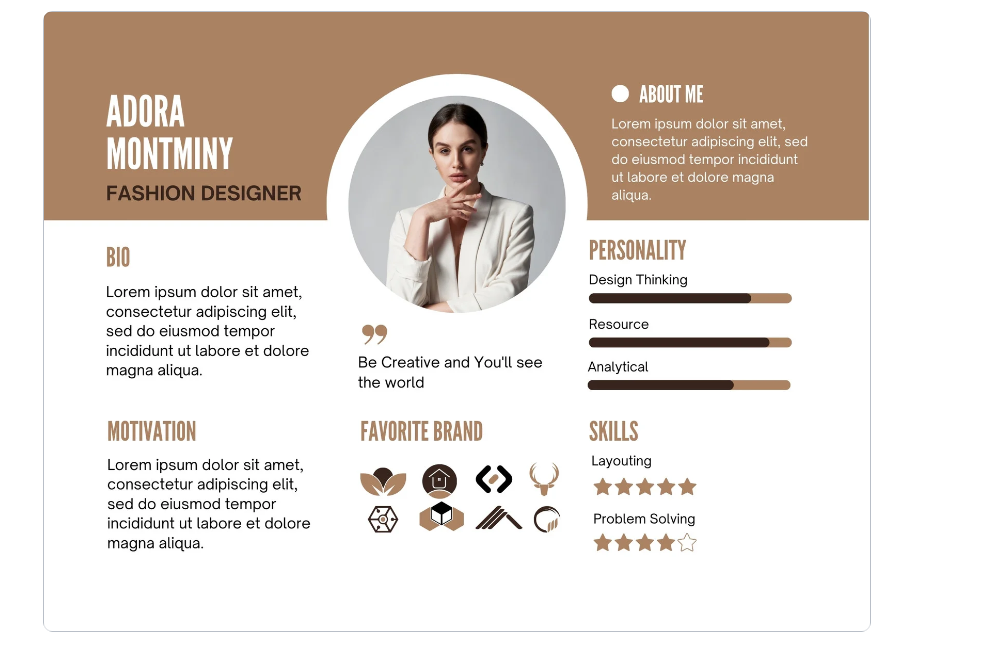 ADORA
MONTMINY
FASHION DESIGNER
ABOUT ME
Lorem ipsum dolor sit amet,
consectetur adipiscing elit, sed
do eiusmod tempor incididunt
ut labore et dolore magna
aliqua.
BIO
Lorem ipsum dolor sit amet,
consectetur adipiscing elit,
sed do eiusmod tempor
incididunt ut labore et dolore
magna aliqua.
❞
Be Creative and You'll see
the world
PERSONALITY
Design Thinking
Resource
Analytical
MOTIVATION
Lorem ipsum dolor sit amet,
consectetur adipiscing elit,
sed do eiusmod tempor
incididunt ut labore et dolore
magna aliqua.
FAVORITE BRAND
SKILLS
Layouting
Problem Solving